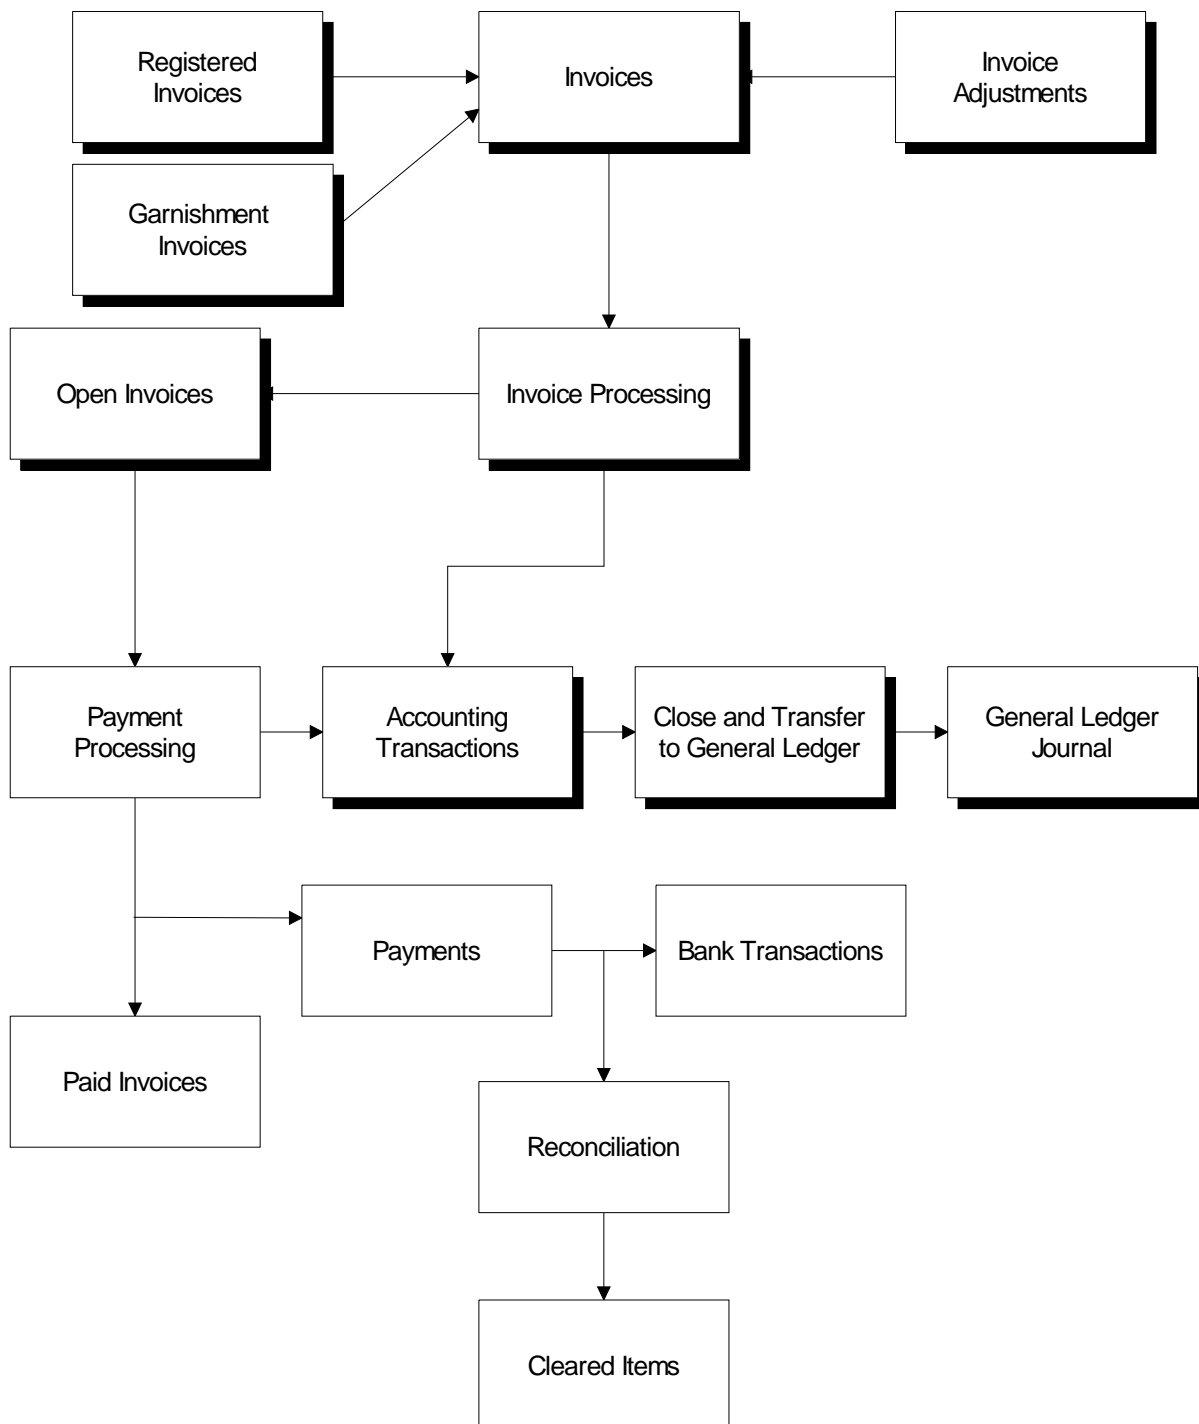 Registered
Invoices
Invoices
Invoice
Adjustments
Garnishment
Invoices
Open Invoices
Invoice Processing
Payment
Processing
Accounting
Transactions
Close and Transfer
to General Ledger
General Ledger
Journal
Payments
Bank Transactions
Paid Invoices
Reconciliation
Cleared Items